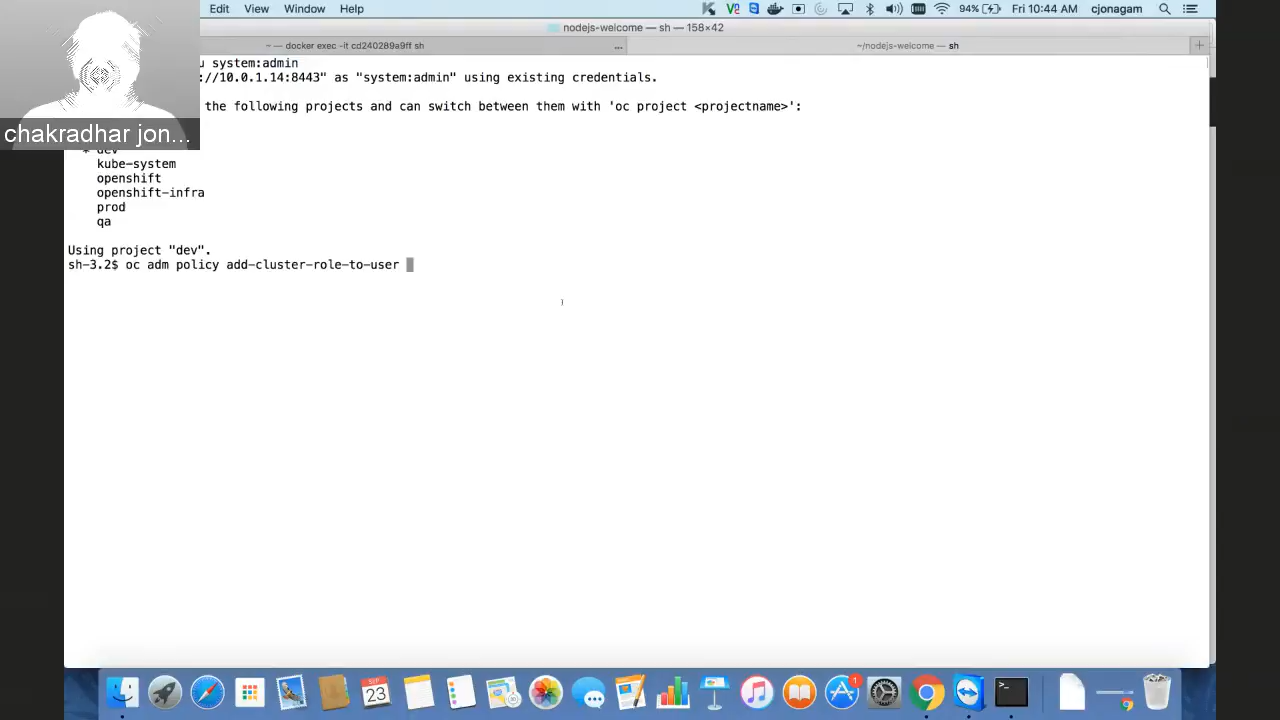 Edit View Window Help
94% Fri 10:44 AM cjonagam
nodejs-welcome — sh — 158×42
~ — docker exec -it cd240289a9ff sh ... ~/nodejs-welcome — sh +
u system:admin
://10.0.1.14:8443" as "system:admin" using existing credentials.
the following projects and can switch between them with 'oc project <projectname>':
chakradhar jon...
* dev
kube-system
openshift
openshift-infra
prod
qa
Using project "dev".
sh-3.2$ oc adm policy add-cluster-role-to-user
SEP
23
1